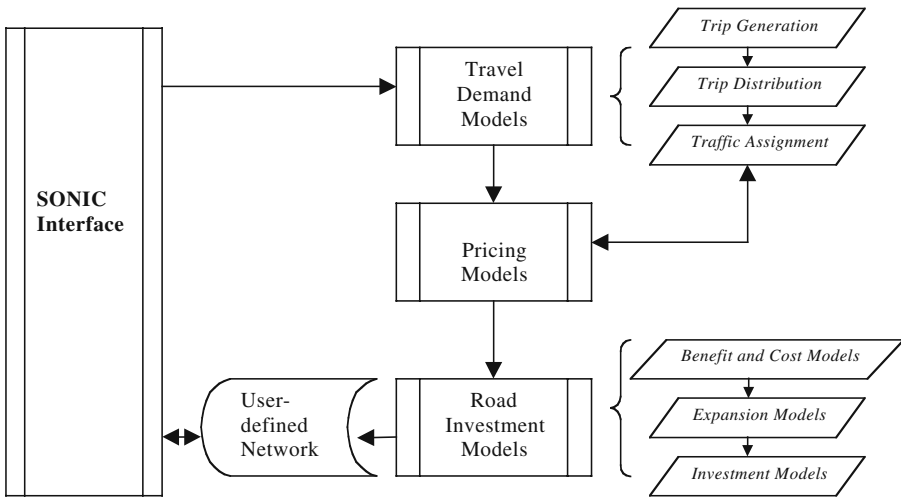 SONIC
Interface
Travel
Demand
Models
Trip Generation
Trip Distribution
Traffic Assignment
Pricing
Models
User-
defined
Network
Road
Investment
Models
Benefit and Cost Models
Expansion Models
Investment Models